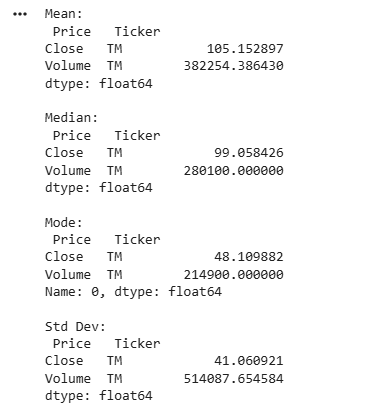 ••• Mean:
Price Ticker
Close TM 105.152897
Volume TM 382254.386430
dtype: float64
Median:
Price Ticker
Close TM 99.058426
Volume TM 280100.000000
dtype: float64
Mode:
Price Ticker
Close TM 48.109882
Volume TM 214900.000000
Name: 0, dtype: float64
Std Dev:
Price Ticker
Close TM 41.060921
Volume TM 514087.654584
dtype: float64